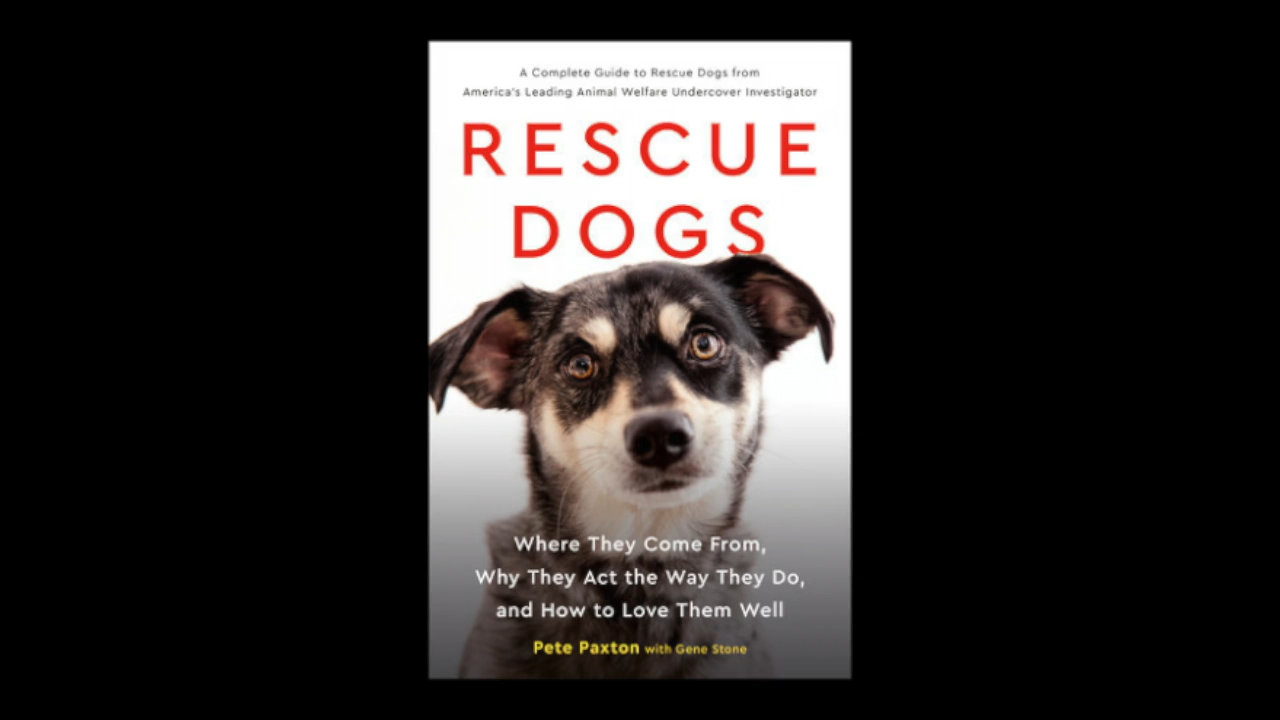 A Complete Guide to Rescue Dogs from
America's Leading Animal Welfare Undercover Investigator
RESCUE
DOGS
Where They Come From,
Why They Act the Way They Do,
and How to Love Them Well
Pete Paxton with Gene Stone